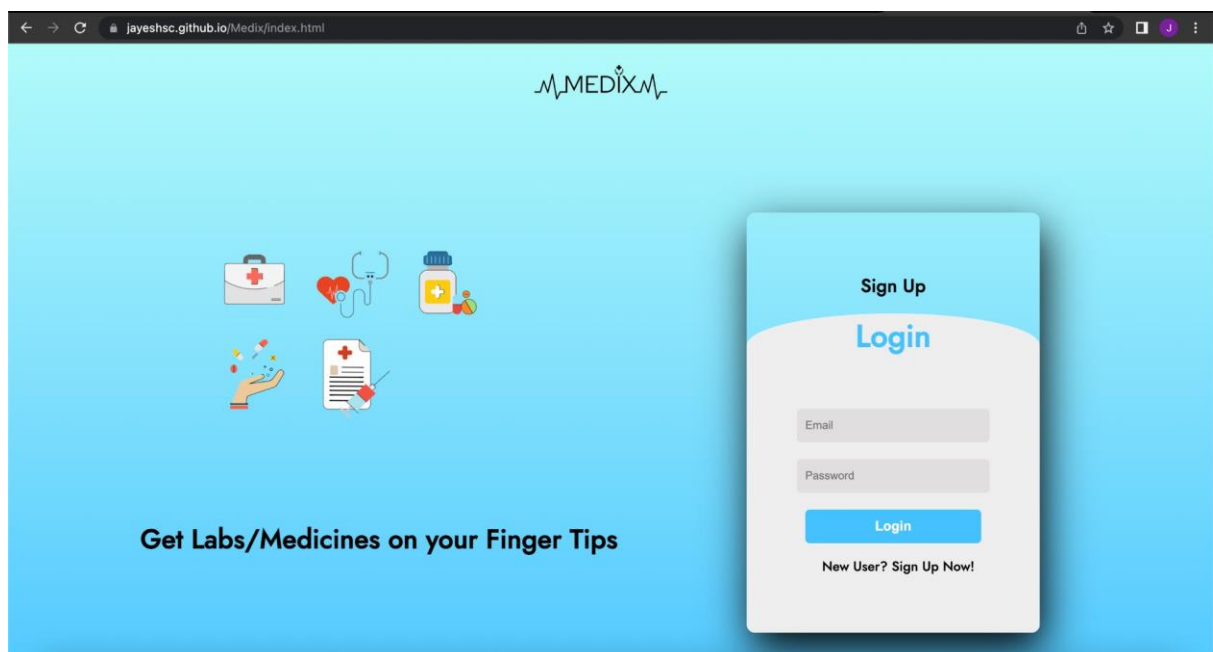 jayeshsc.github.io/Medix/index.html
J
MEDIX
Sign Up
Login
Email
Password
Login
New User? Sign Up Now!
Get Labs/Medicines on your Finger Tips